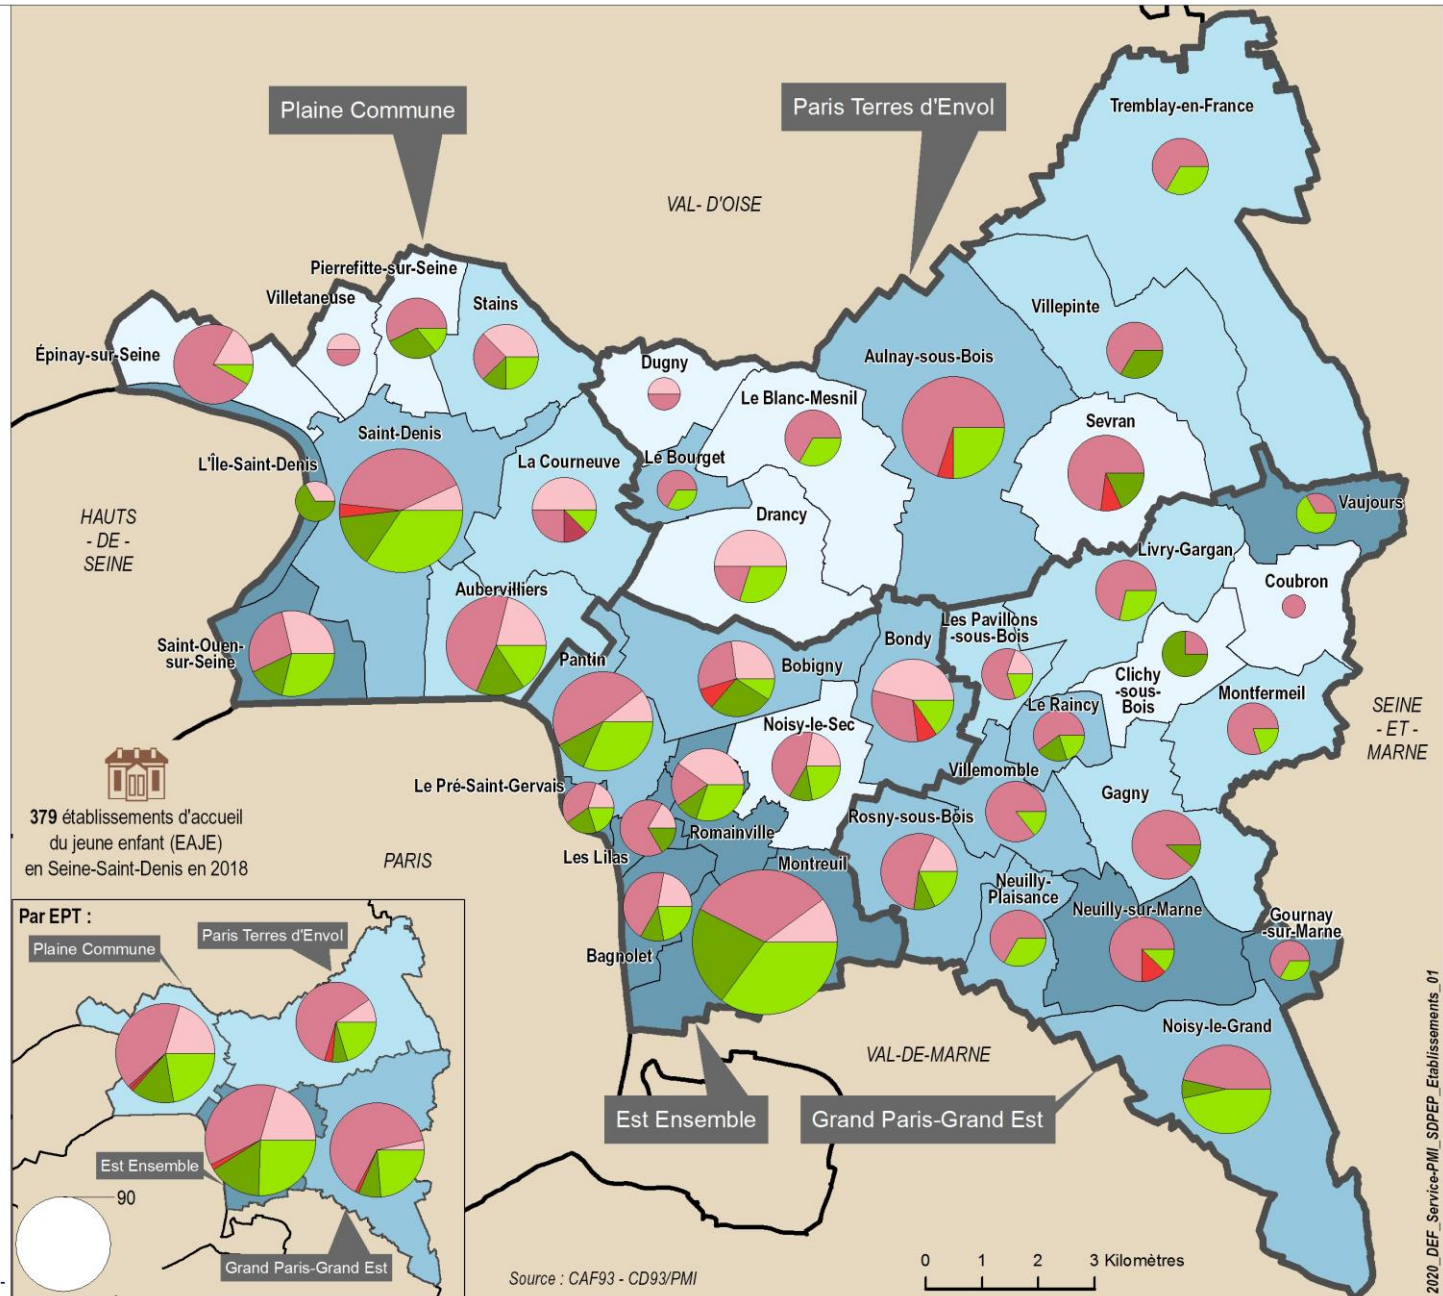 Plaine Commune
Paris Terres d'Envol
Tremblay-en-France
VAL- D'OISE
Pierrefitte-sur-Seine
Villetaneuse
Stains
Villepinte
Épinay-sur-Seine
Dugny
Aulnay-sous-Bois
Le Blanc-Mesnil
Sevran
Saint-Denis
L'Île-Saint-Denis
La Courneuve
Le Bourget
Vaujours
HAUTS
- DE -
SEINE
Drancy
Livry-Gargan
Coubron
Aubervilliers
Les Pavillons
-sous-Bois
Saint-Ouen-
sur-Seine
Pantin
Bobigny
Bondy
Clichy
-sous-
Bois
Montfermeil
Le Raincy
SEINE
- ET -
MARNE
Noisy-le-Sec
Villemomble
Le Pré-Saint-Gervais
Gagny
379 établissements d'accueil
du jeune enfant (EAJE)
en Seine-Saint-Denis en 2018
Romainville
Rosny-sous-Bois
PARIS
Les Lilas
Montreuil
Neuilly-
Plaisance
Neuilly-sur-Marne
Gournay
-sur-Marne
Bagnolet
Par EPT :
Plaine Commune
Paris Terres d'Envol
Est Ensemble
Grand Paris-Grand Est
90
Noisy-le-Grand
VAL-DE-MARNE
Est Ensemble
Grand Paris-Grand Est
Source : CAF93 - CD93/PMI
0 1 2 3 Kilomètres
2020_DEF_Service-PMI_SDPEP_Etablissements_01